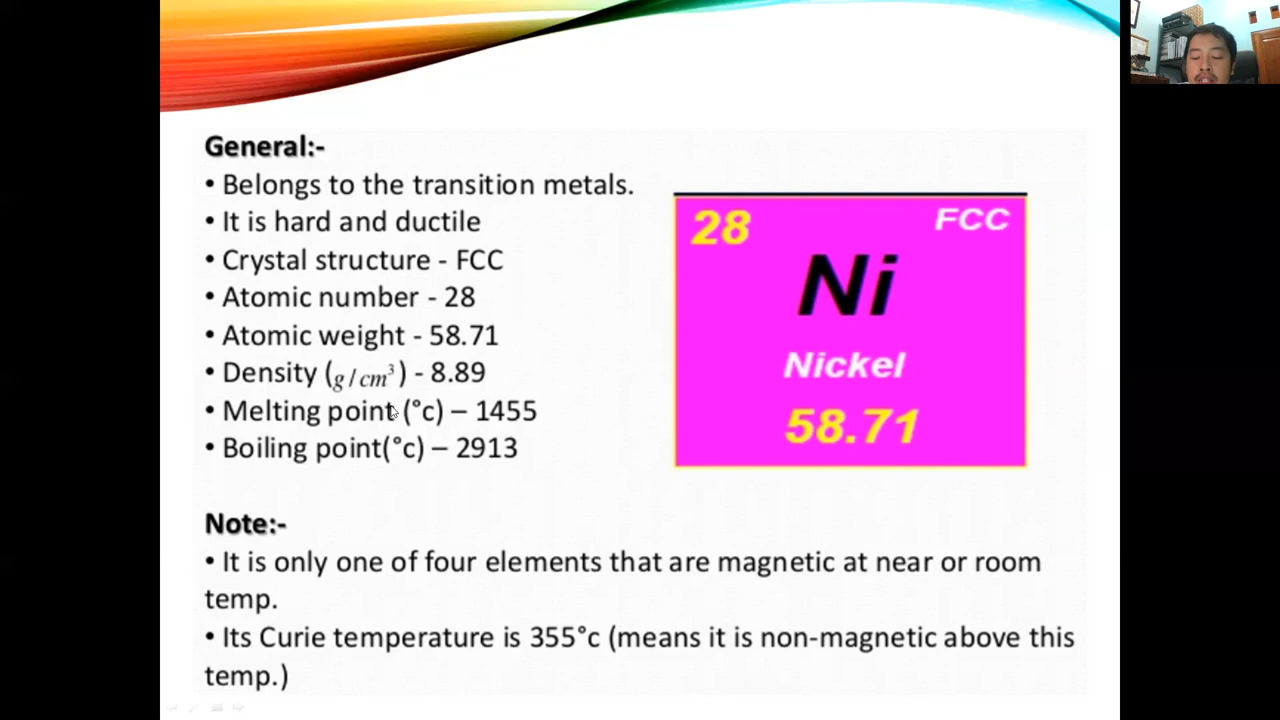 General:-
• Belongs to the transition metals.
• It is hard and ductile
• Crystal structure - FCC
• Atomic number - 28
• Atomic weight - 58.71
• Density (g/cm³) - 8.89
• Melting point (°c) – 1455
• Boiling point(°c) – 2913
28
FCC
Ni
Nickel
58.71
Note:-
• It is only one of four elements that are magnetic at near or room
temp.
• Its Curie temperature is 355°c (means it is non-magnetic above this
temp.)